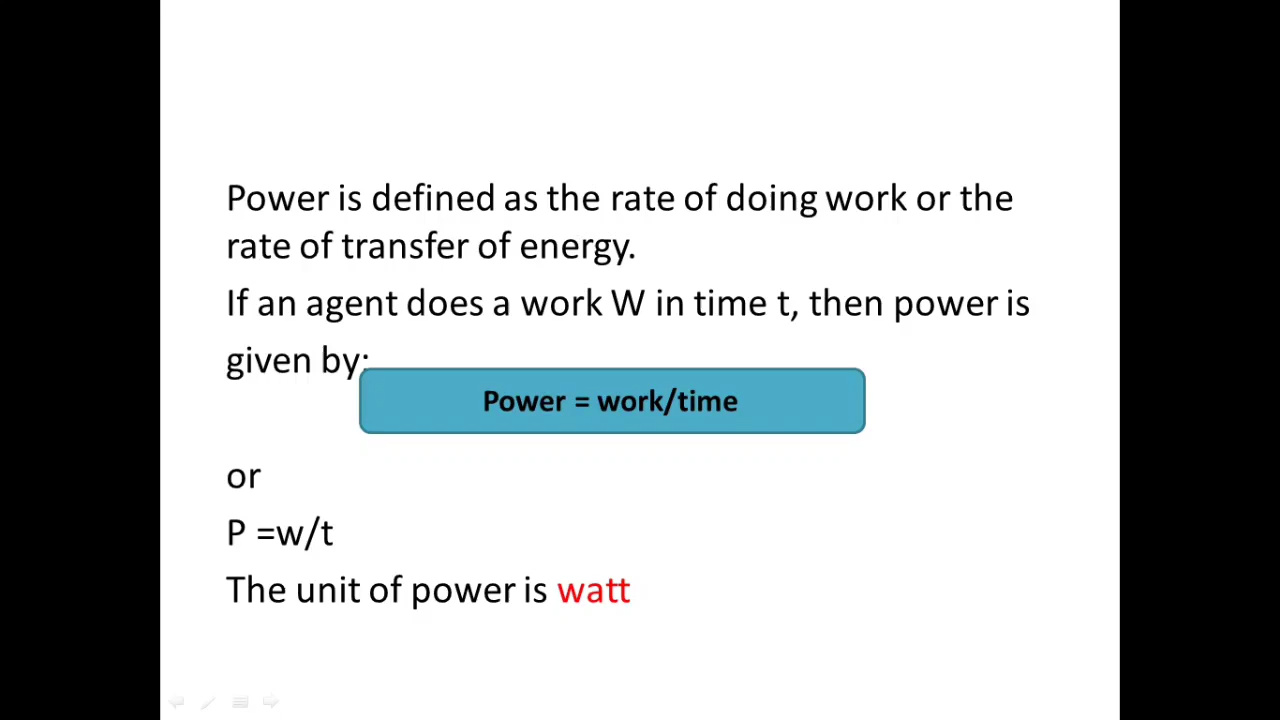 Power is defined as the rate of doing work or the
rate of transfer of energy.
If an agent does a work W in time t, then power is
given by:
Power = work/time
or
P =w/t
The unit of power is watt